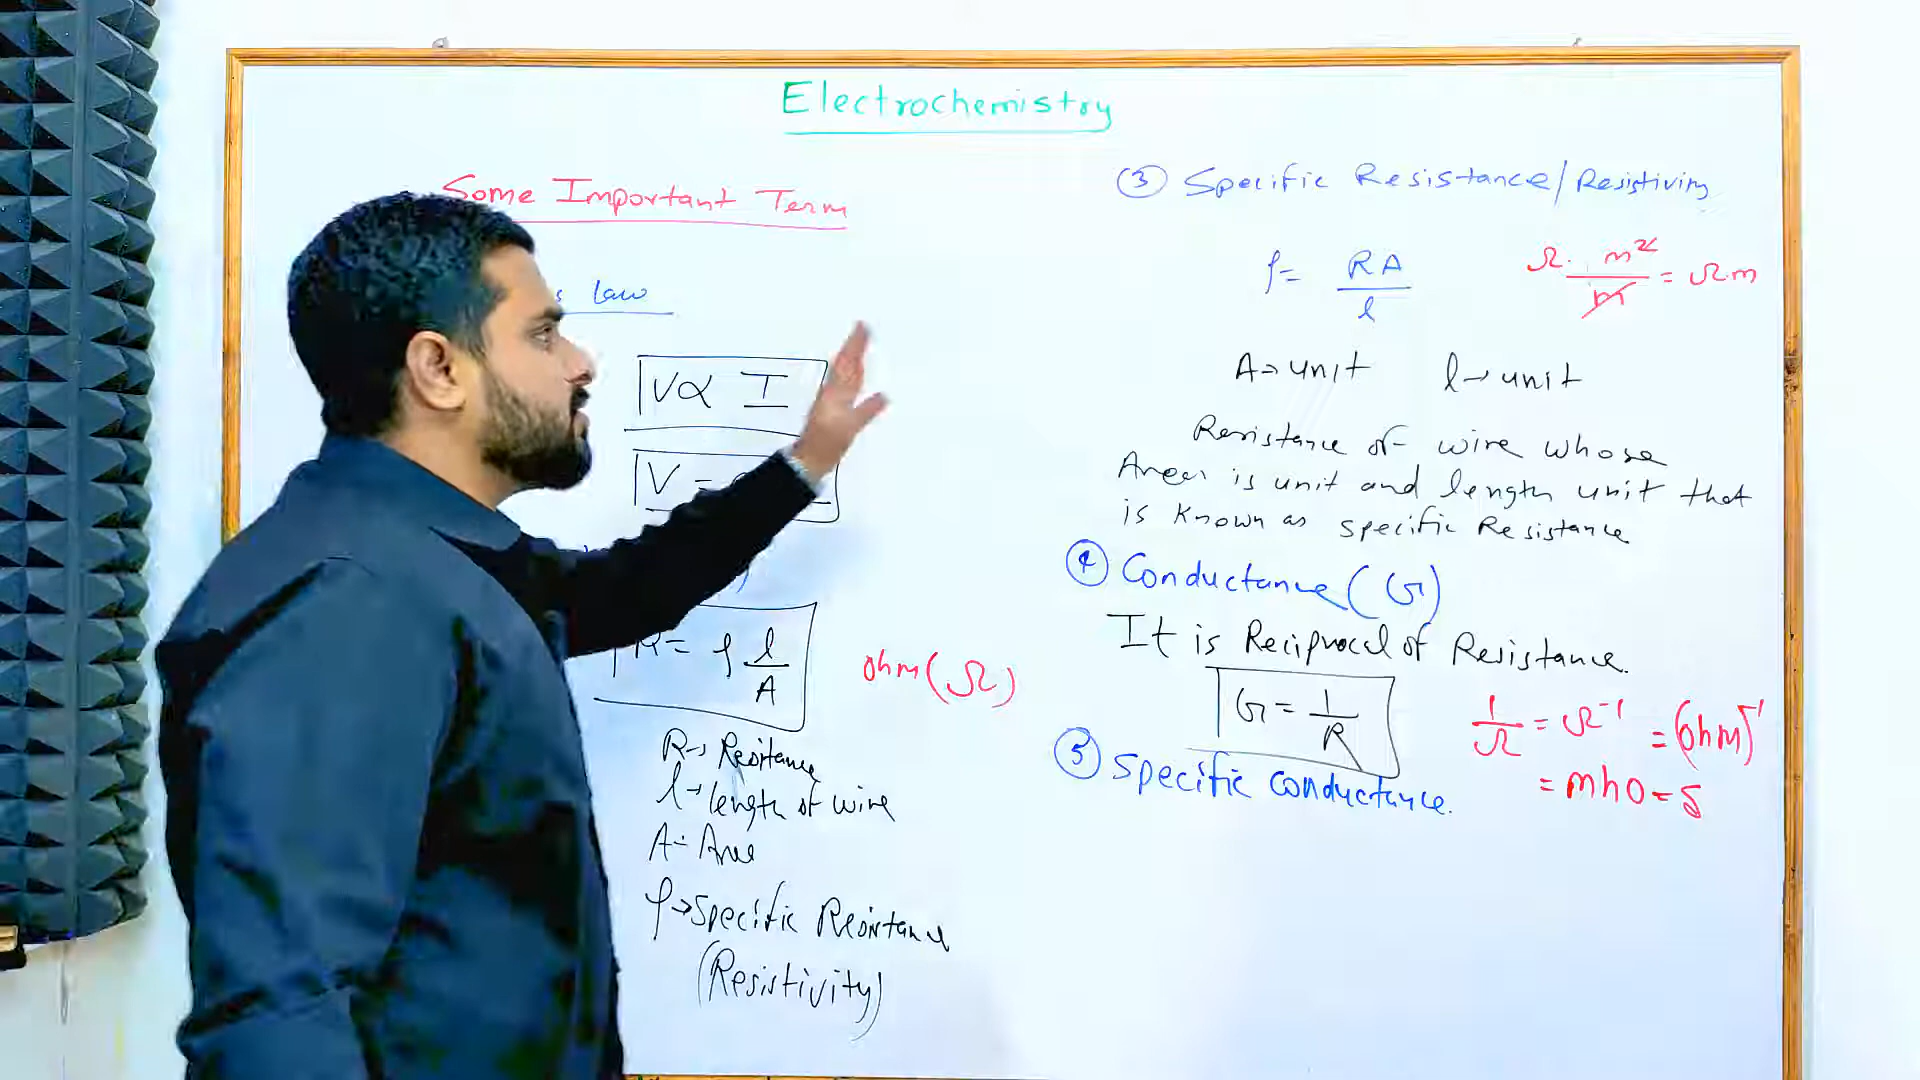 Electrochemistry
Some Important Term
s Law
V∝ I
V =
R = ρ l/A
ohm (Ω)
R→ Resitance
l→ length of wire
A- Area
ρ→ Specific Resistance
(Resistivity)
③ Specific Resistance/Resistivity
ρ= RA/l
Ω. m²/m = Ω.m
A→ unit l→ unit
Resistance of wire whose
Area is unit and length unit that
is known as specific Resistance
④ Conductance (G)
It is Reciprocal of Resistance.
G = 1/R
1/Ω = Ω⁻¹ = (ohm)⁻¹
= mho = S
⑤ Specific conductance.